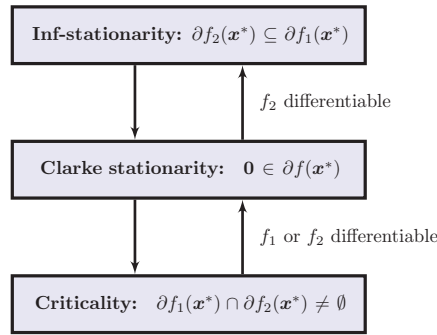 Inf-stationarity: ∂f₂(x*) ⊆ ∂f₁(x*)
f₂ differentiable
Clarke stationarity: 0 ∈ ∂f(x*)
f₁ or f₂ differentiable
Criticality: ∂f₁(x*) ∩ ∂f₂(x*) ≠ ∅